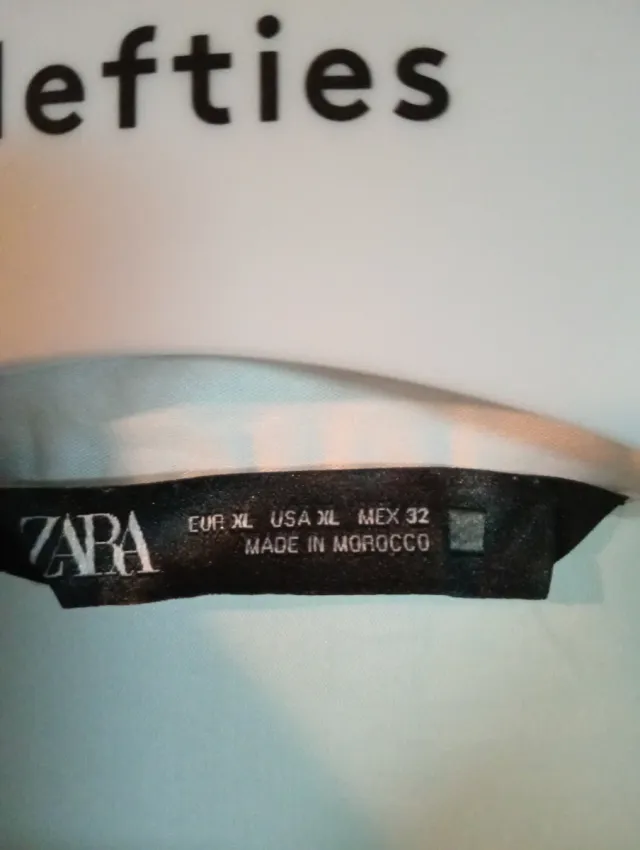 lefties
ZARA
EUR XL USA XL MEX 32
MADE IN MOROCCO